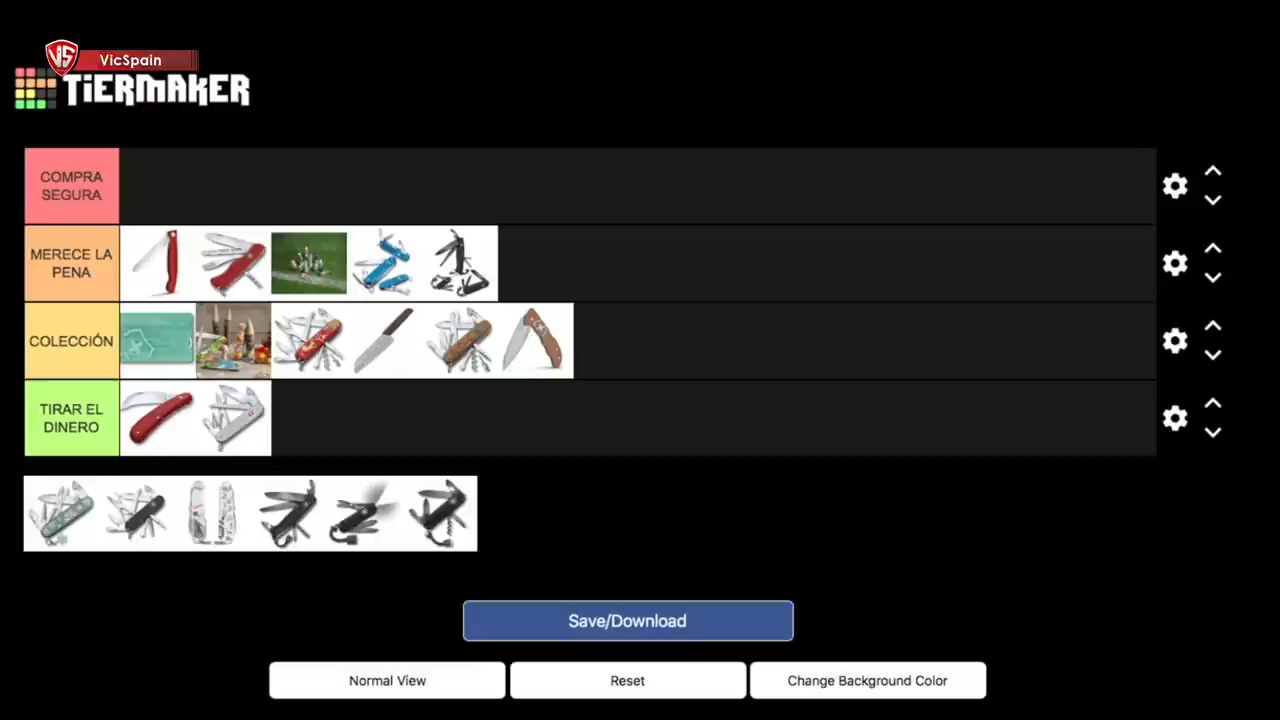 VS VicSpain
TiERMAKER
COMPRA
SEGURA
MERECE LA
PENA
COLECCIÓN
TIRAR EL
DINERO
Save/Download
Normal View
Reset
Change Background Color